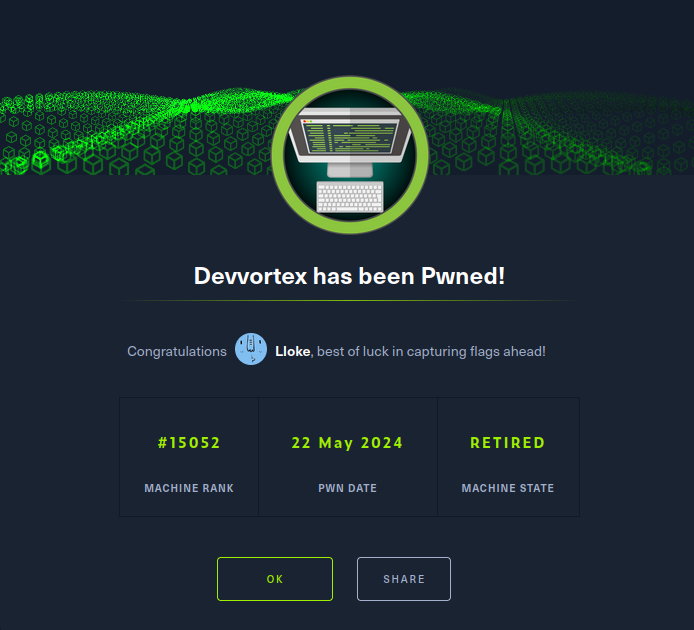 Devvortex has been Pwned!
Congratulations Lloke, best of luck in capturing flags ahead!
#15052 22 May 2024 RETIRED
MACHINE RANK PWN DATE MACHINE STATE
OK SHARE